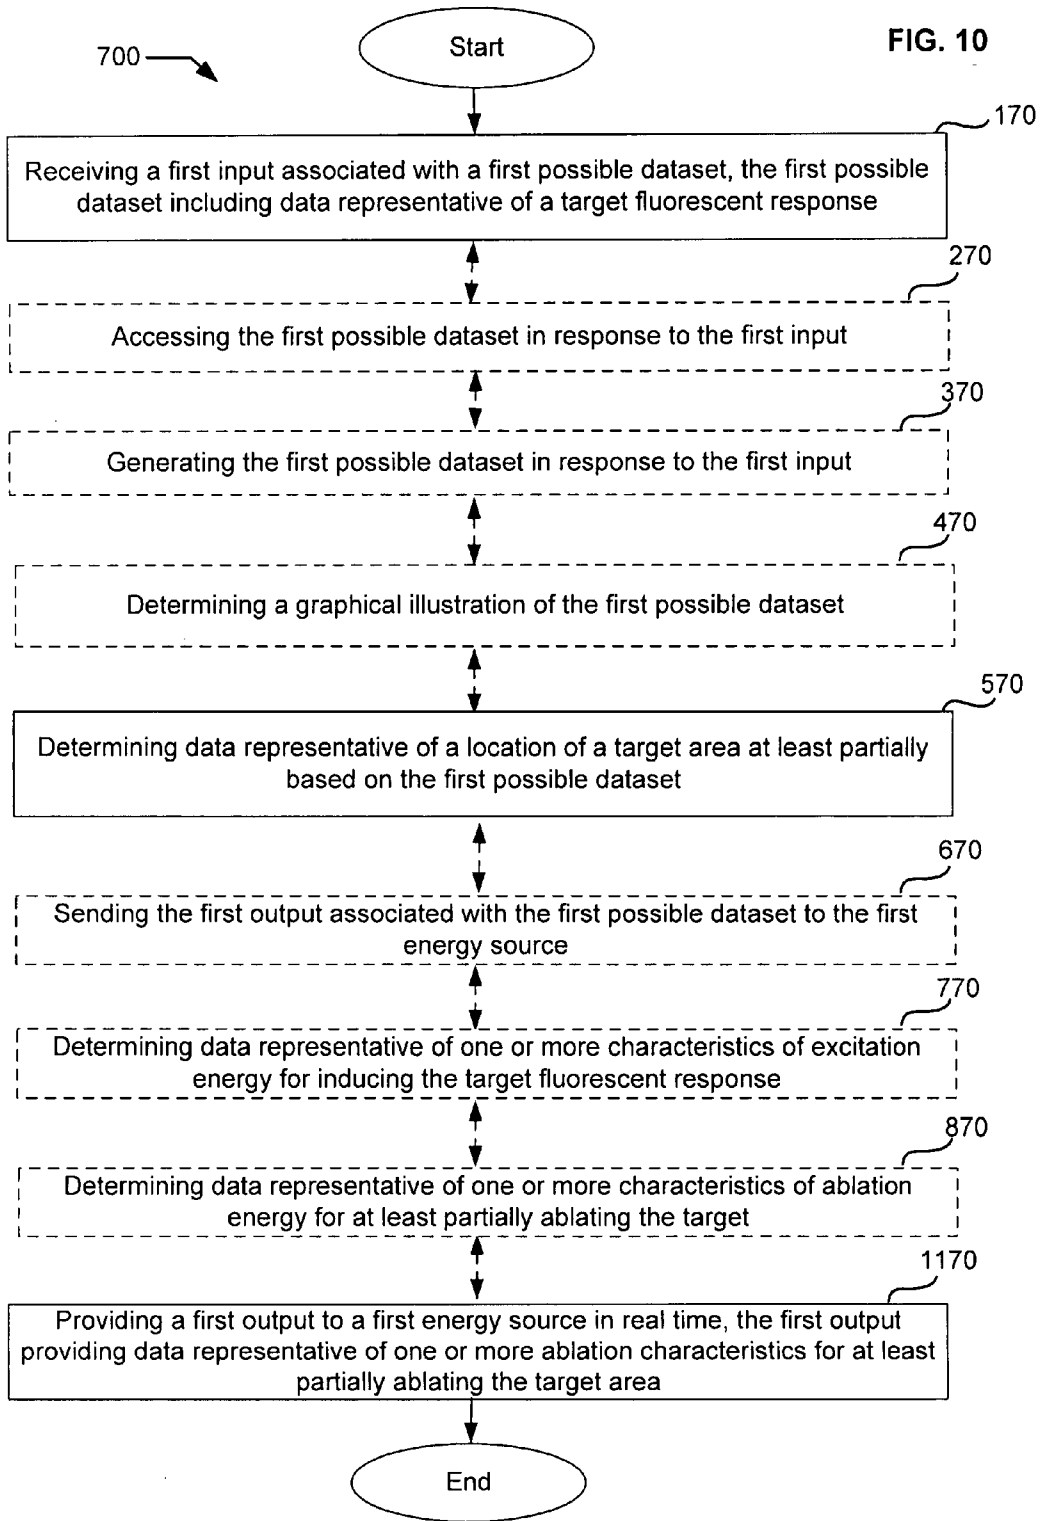 FIG. 10
700
Start
170
Receiving a first input associated with a first possible dataset, the first possible
dataset including data representative of a target fluorescent response
270
Accessing the first possible dataset in response to the first input
370
Generating the first possible dataset in response to the first input
470
Determining a graphical illustration of the first possible dataset
570
Determining data representative of a location of a target area at least partially
based on the first possible dataset
670
Sending the first output associated with the first possible dataset to the first
energy source
770
Determining data representative of one or more characteristics of excitation
energy for inducing the target fluorescent response
870
Determining data representative of one or more characteristics of ablation
energy for at least partially ablating the target
1170
Providing a first output to a first energy source in real time, the first output
providing data representative of one or more ablation characteristics for at least
partially ablating the target area
End